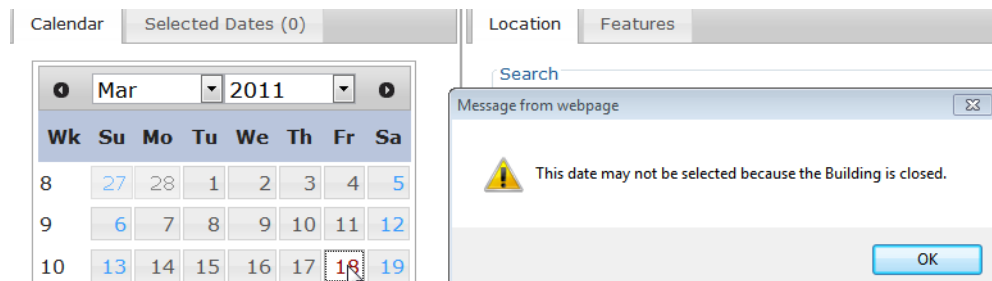 Calendar Selected Dates (0)
Mar 2011
Wk Su Mo Tu We Th Fr Sa
8 27 28 1 2 3 4 5
9 6 7 8 9 10 11 12
10 13 14 15 16 17 18 19
Location Features
Search
Message from webpage
This date may not be selected because the Building is closed.
OK